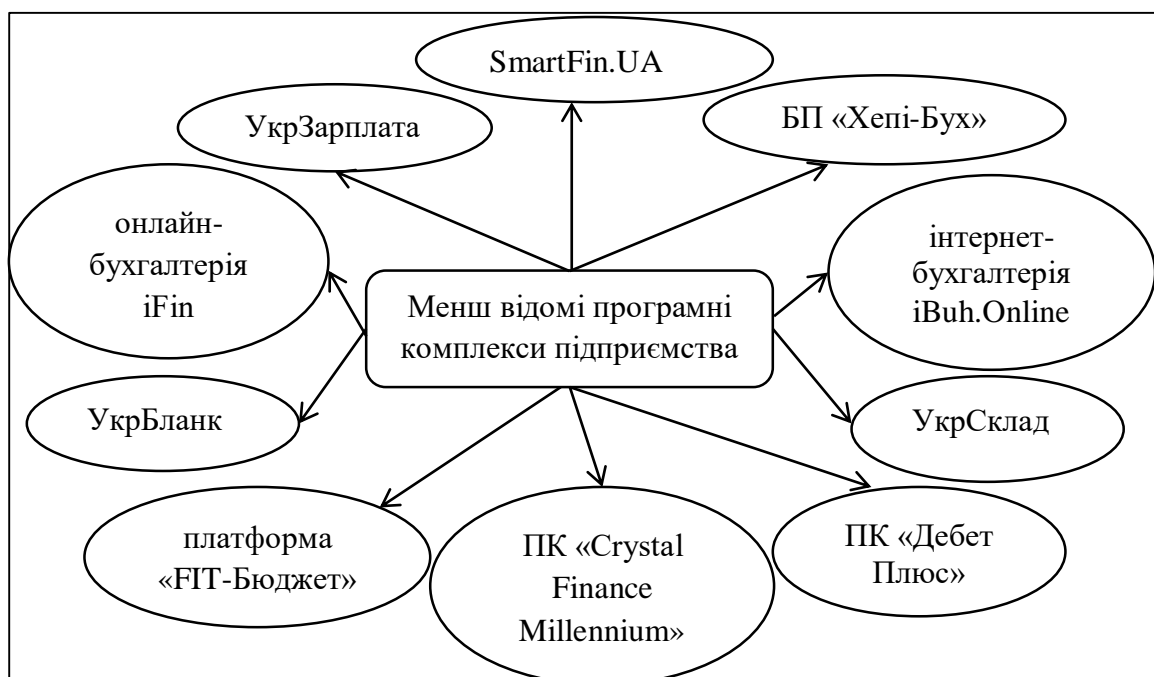 SmartFin.UA
УкрЗарплата
БП «Хепі-Бух»
онлайн-
бухгалтерія
iFin
інтернет-
бухгалтерія
iBuh.Online
Менш відомі програмні
комплекси підприємства
УкрБланк
УкрСклад
платформа
«FIT-Бюджет»
ПК «Crystal
Finance
Millennium»
ПК «Дебет
Плюс»